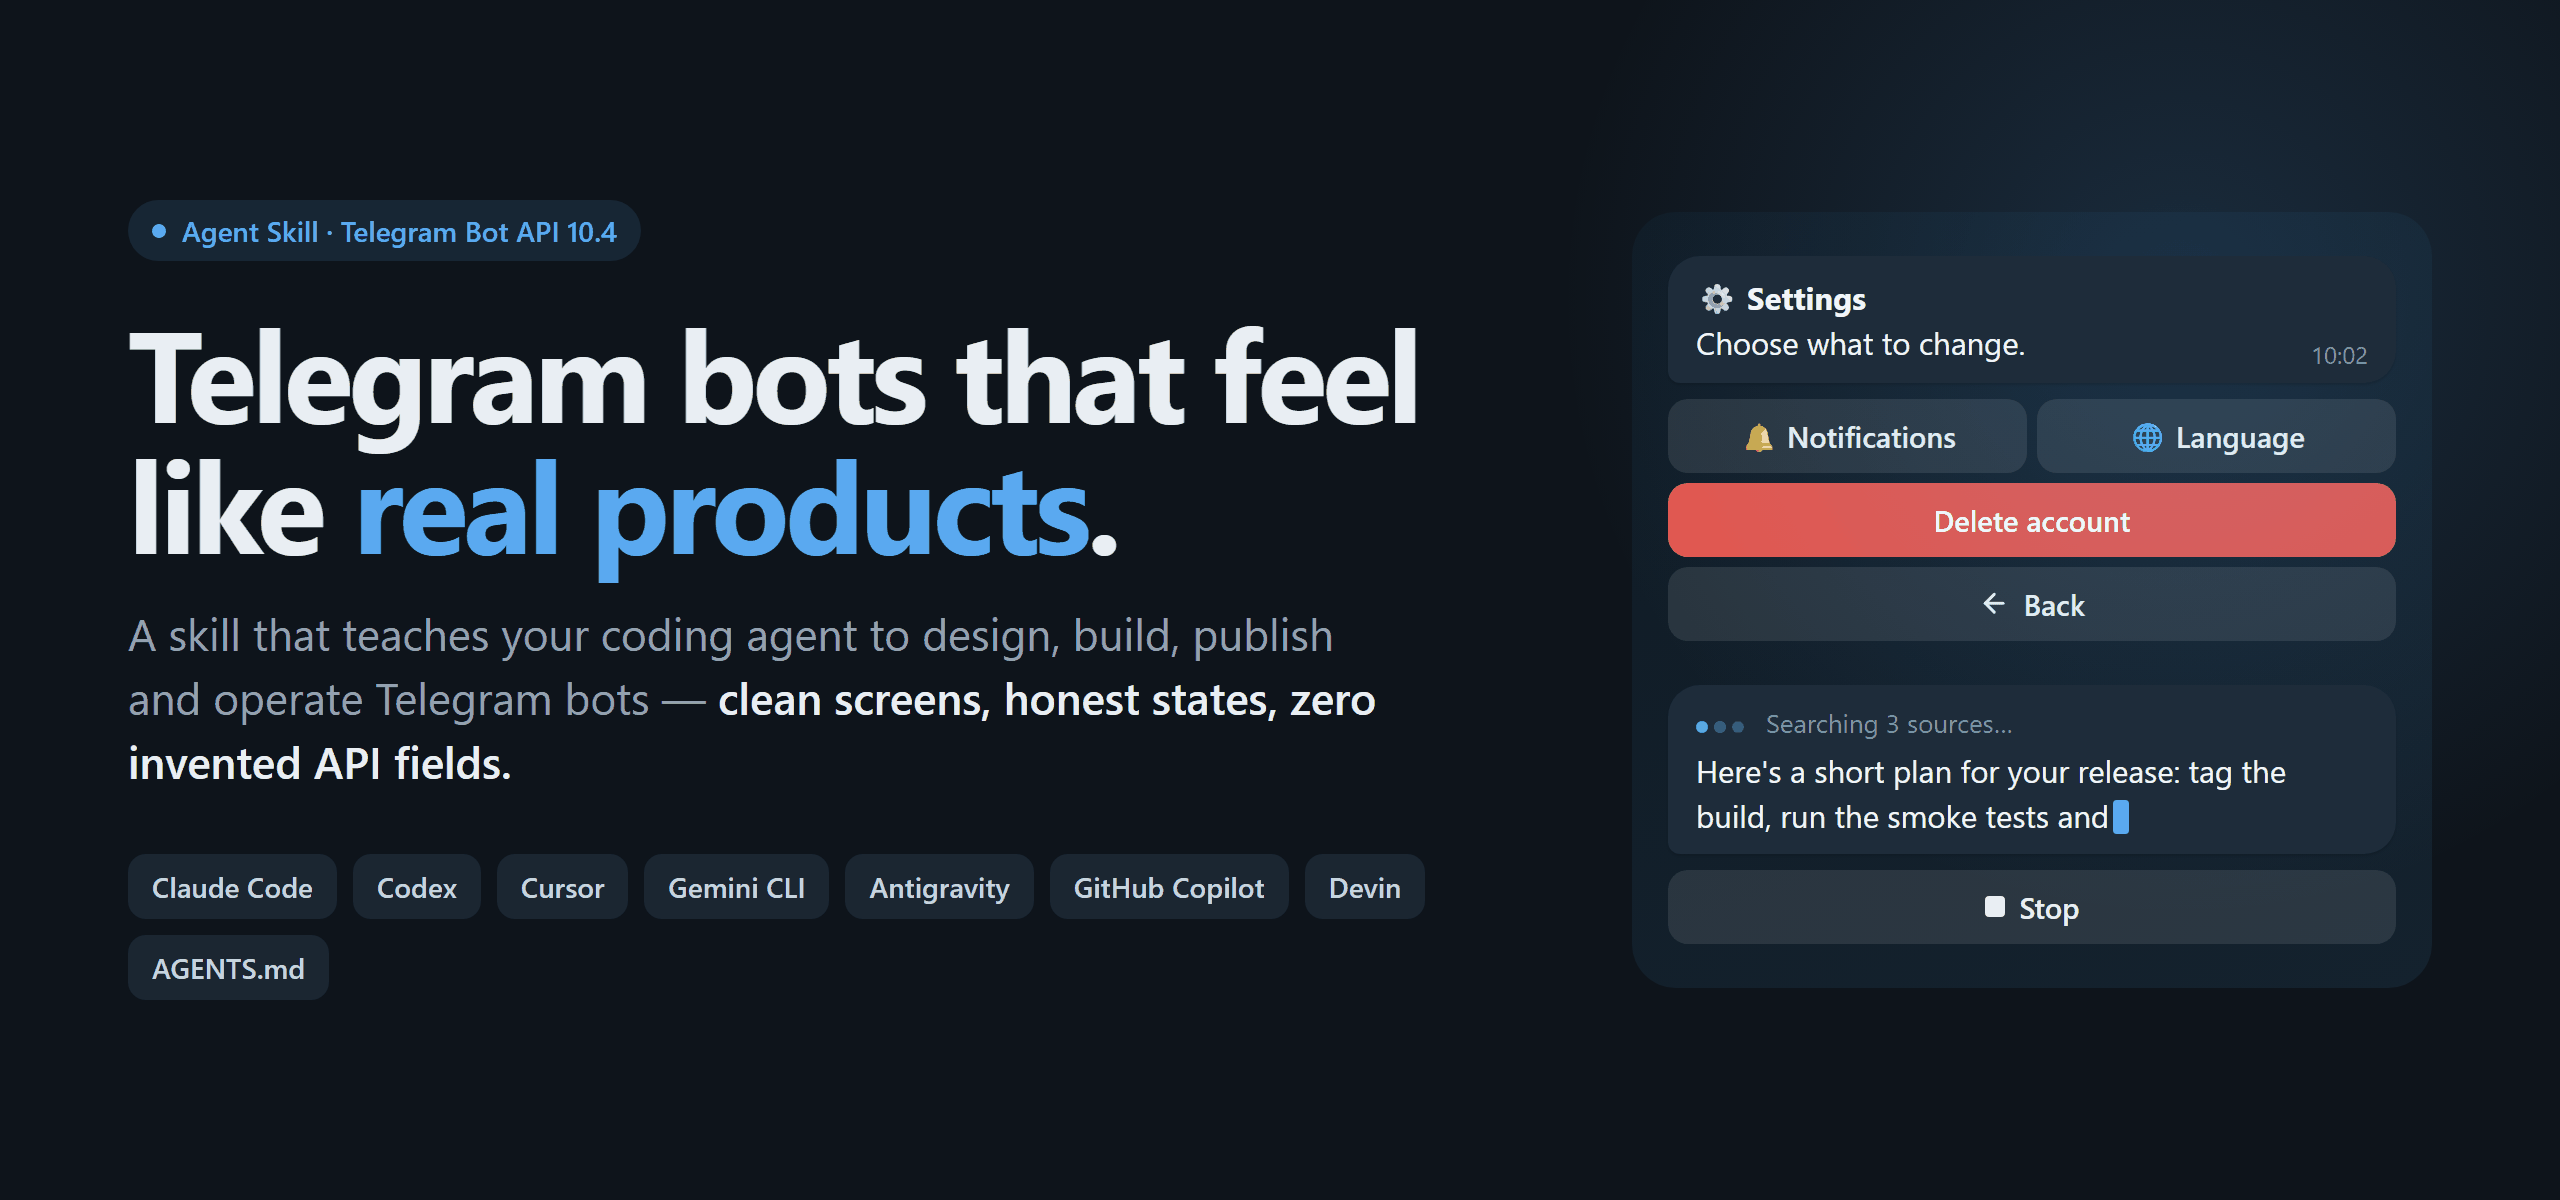 Agent Skill · Telegram Bot API 10.4
Telegram bots that feel
like real products.
A skill that teaches your coding agent to design, build, publish
and operate Telegram bots — clean screens, honest states, zero
invented API fields.
Claude Code
Codex
Cursor
Gemini CLI
Antigravity
GitHub Copilot
Devin
AGENTS.md
⚙️ Settings
Choose what to change.
10:02
🔔 Notifications
🌐 Language
Delete account
← Back
Searching 3 sources...
Here's a short plan for your release: tag the
build, run the smoke tests and
Stop